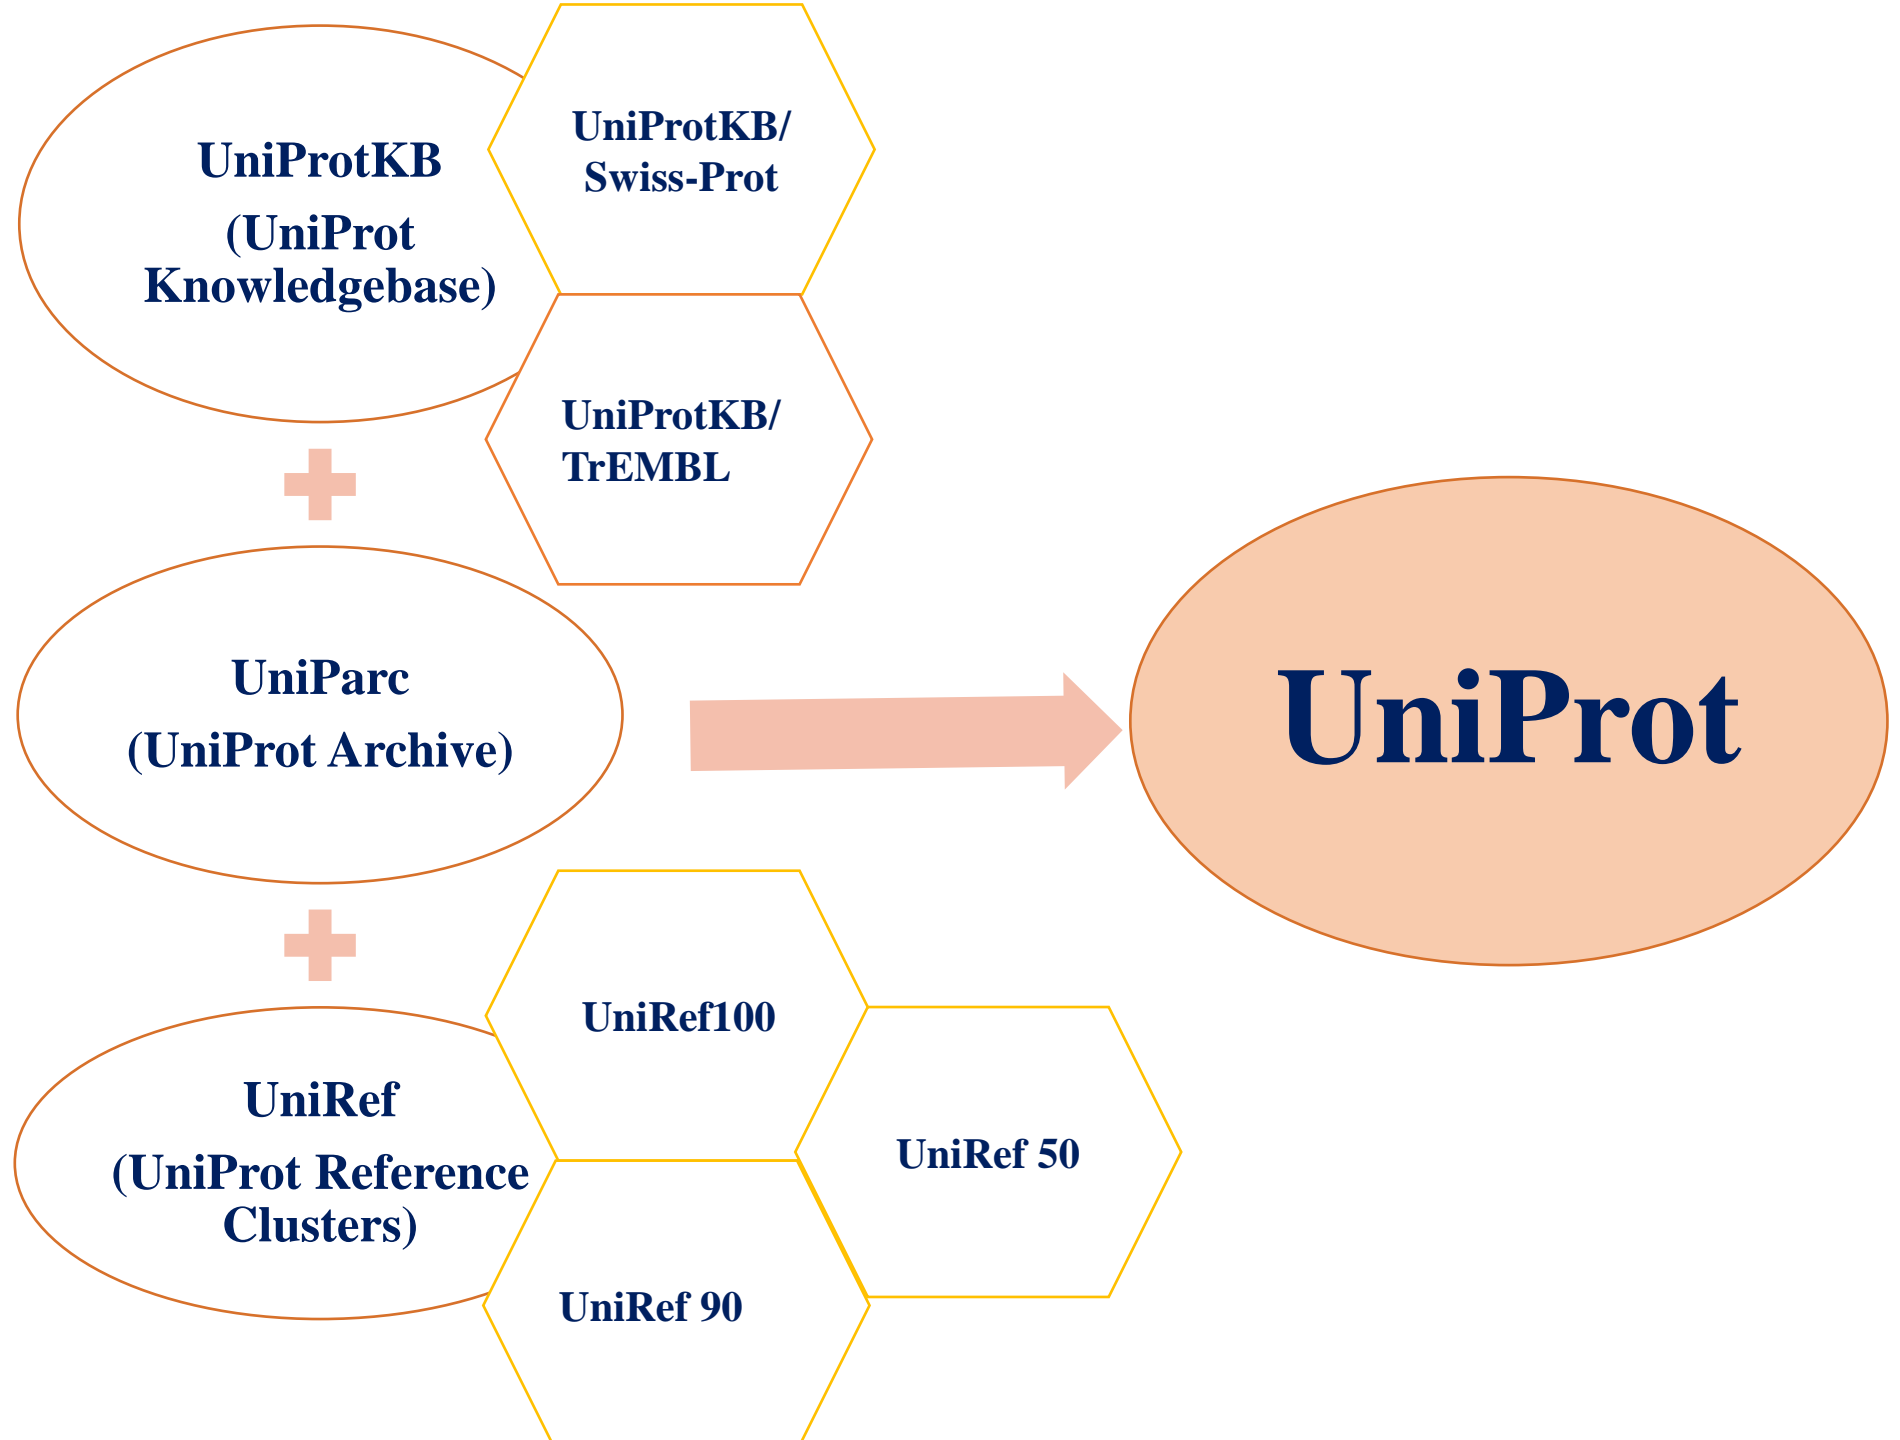 UniProtKB
(UniProt
Knowledgebase)
UniProtKB/
Swiss-Prot
UniProtKB/
TrEMBL
UniParc
(UniProt Archive)
UniProt
UniRef
(UniProt Reference
Clusters)
UniRef100
UniRef 50
UniRef 90